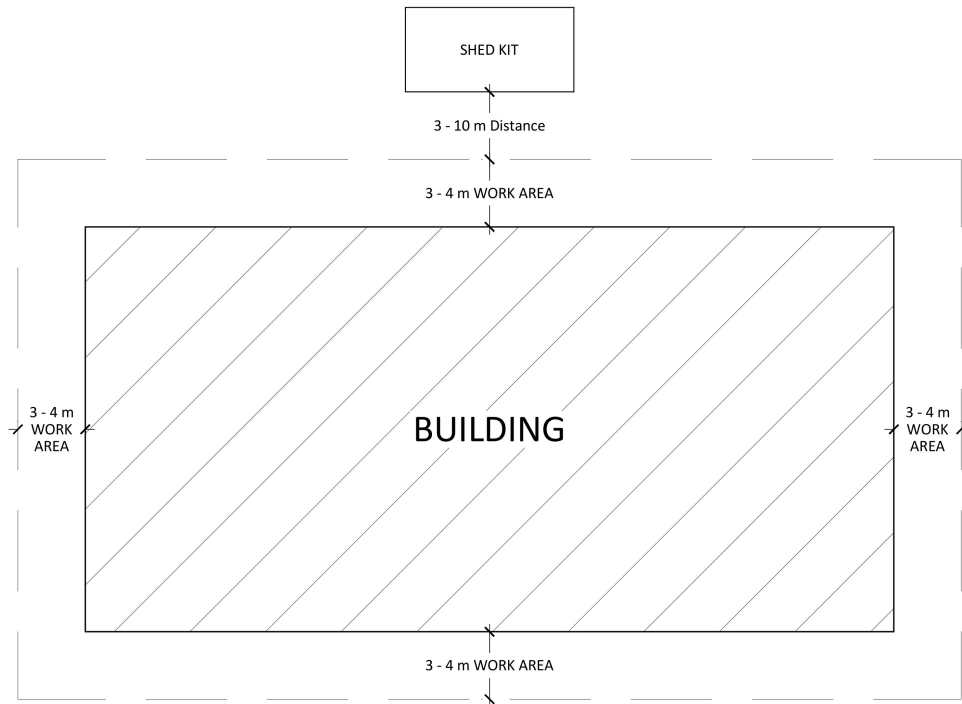 SHED KIT
3 - 10 m Distance
3 - 4 m WORK AREA
3 - 4 m
WORK
AREA
BUILDING
3 - 4 m
WORK
AREA
3 - 4 m WORK AREA